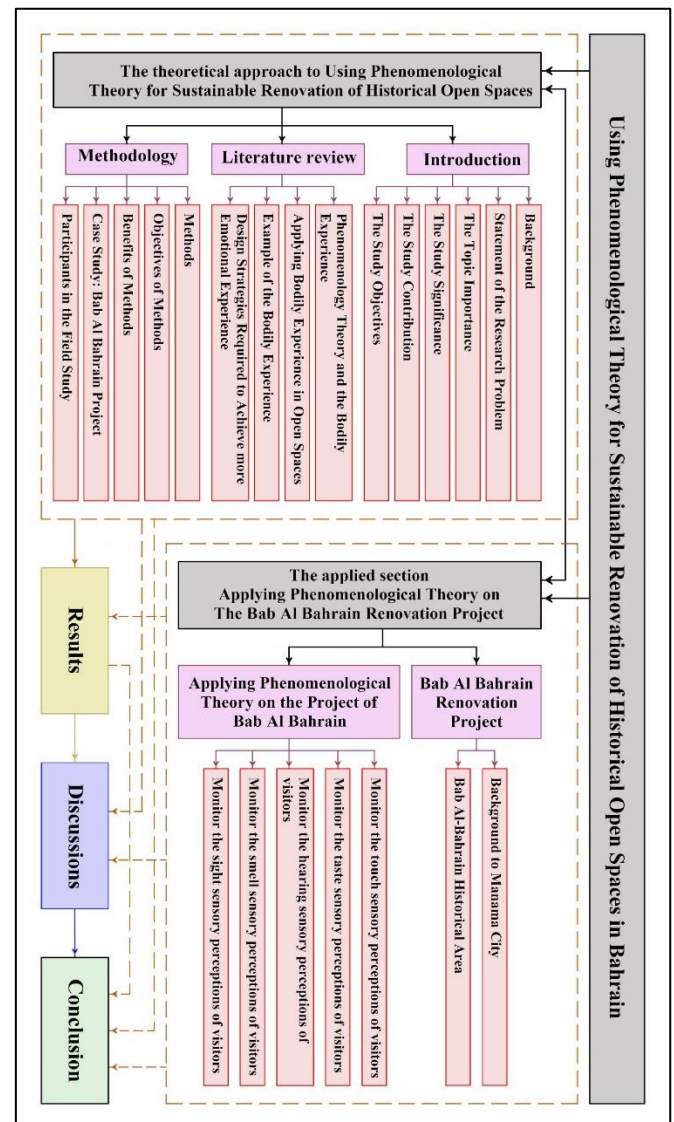 Using Phenomenological Theory for Sustainable Renovation of Historical Open Spaces in Bahrain
The theoretical approach to Using Phenomenological
Theory for Sustainable Renovation of Historical Open Spaces
Methodology
Literature review
Introduction
Participants in the Field Study
Case Study: Bab Al Bahrain Project
Benefits of Methods
Objectives of Methods
Methods
Design Strategies Required to Achieve more
Emotional Experience
Example of the Bodily Experience
Applying Bodily Experience in Open Spaces
Phenomenology Theory and the Bodily
Experience
The Study Objectives
The Study Contribution
The Study Significance
The Topic Importance
Statement of the Research Problem
Background
The applied section
Applying Phenomenological Theory on
The Bab Al Bahrain Renovation Project
Applying Phenomenological
Theory on the Project of
Bab Al Bahrain
Bab Al Bahrain
Renovation
Project
Monitor the sight sensory perceptions of visitors
Monitor the smell sensory perceptions of visitors
Monitor the hearing sensory perceptions of
visitors
Monitor the taste sensory perceptions of visitors
Monitor the touch sensory perceptions of visitors
Bab Al-Bahrain Historical Area
Background to Manama City
Results
Discussions
Conclusion